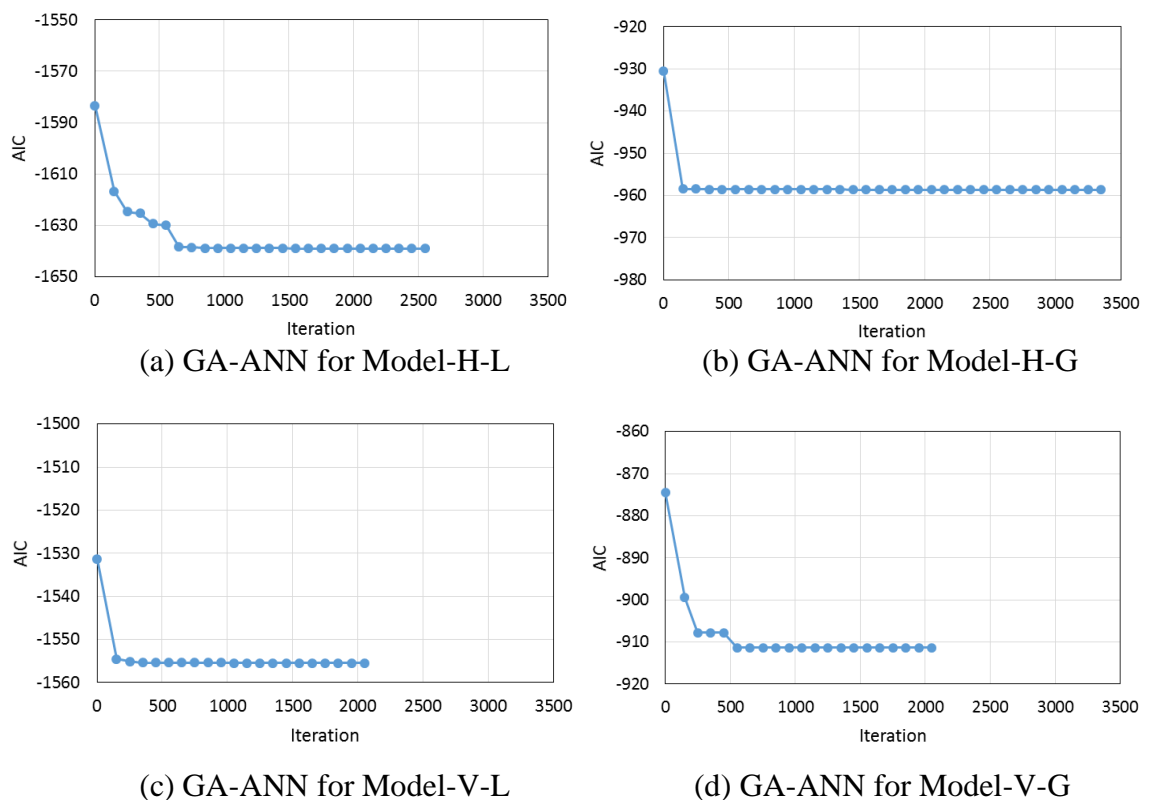 -1550
-1570
-1590
-1610
-1630
-1650
AIC
0 500 1000 1500 2000 2500 3000 3500
Iteration
(a) GA-ANN for Model-H-L
-920
-930
-940
-950
-960
-970
-980
AIC
0 500 1000 1500 2000 2500 3000 3500
Iteration
(b) GA-ANN for Model-H-G
-1500
-1510
-1520
-1530
-1540
-1550
-1560
AIC
0 500 1000 1500 2000 2500 3000 3500
Iteration
(c) GA-ANN for Model-V-L
-860
-870
-880
-890
-900
-910
-920
AIC
0 500 1000 1500 2000 2500 3000 3500
Iteration
(d) GA-ANN for Model-V-G